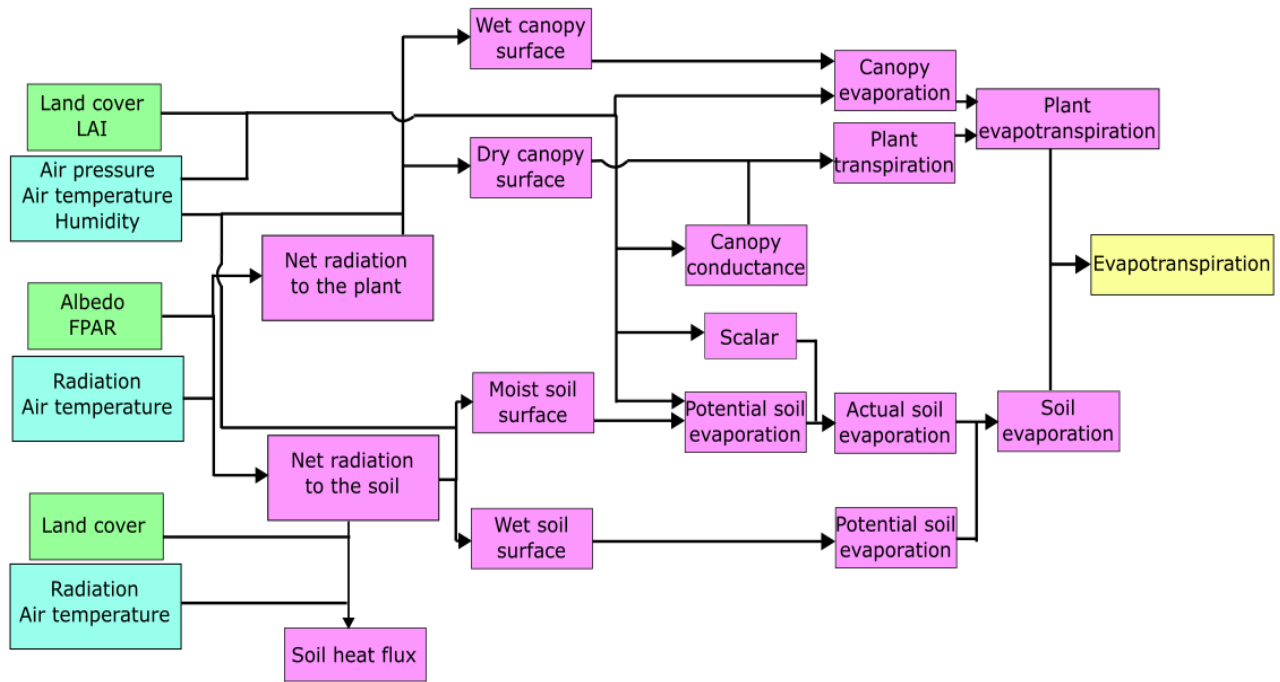 Wet canopy
surface
Canopy
evaporation
Plant
evapotranspiration
Land cover
LAI
Dry canopy
surface
Plant
transpiration
Air pressure
Air temperature
Humidity
Net radiation
to the plant
Canopy
conductance
Evapotranspiration
Albedo
FPAR
Scalar
Radiation
Air temperature
Moist soil
surface
Potential soil
evaporation
Actual soil
evaporation
Soil
evaporation
Net radiation
to the soil
Land cover
Wet soil
surface
Potential soil
evaporation
Radiation
Air temperature
Soil heat flux